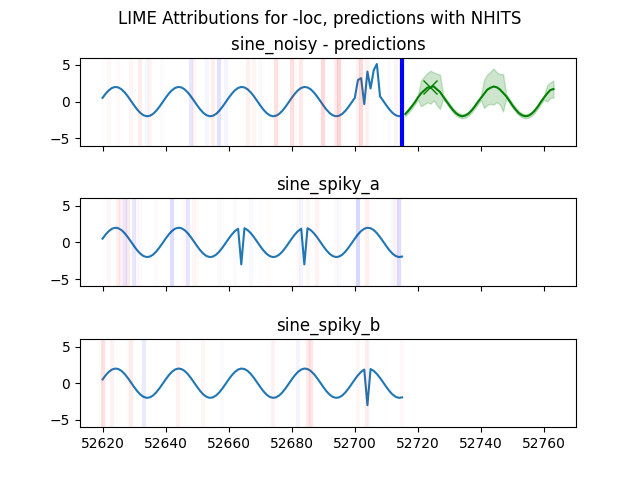 LIME Attributions for -loc, predictions with NHITS
sine_noisy - predictions
5
0
−5
sine_spiky_a
5
0
−5
sine_spiky_b
5
0
−5
52620 52640 52660 52680 52700 52720 52740 52760